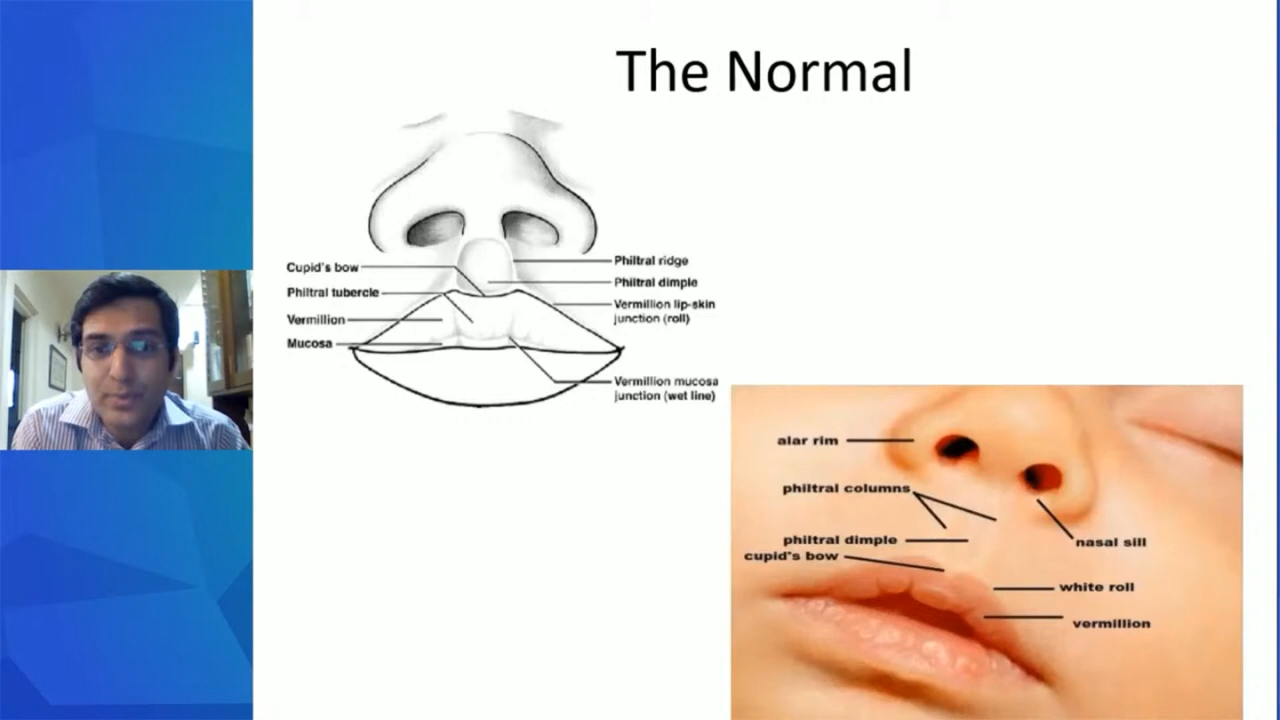 The Normal
Cupid's bow
Philtral tubercle
Vermillion
Mucosa
Philtral ridge
Philtral dimple
Vermillion lip-skin
junction (roll)
Vermillion mucosa
junction (wet line)
alar rim
philtral columns
philtral dimple
cupid's bow
nasal sill
white roll
vermillion